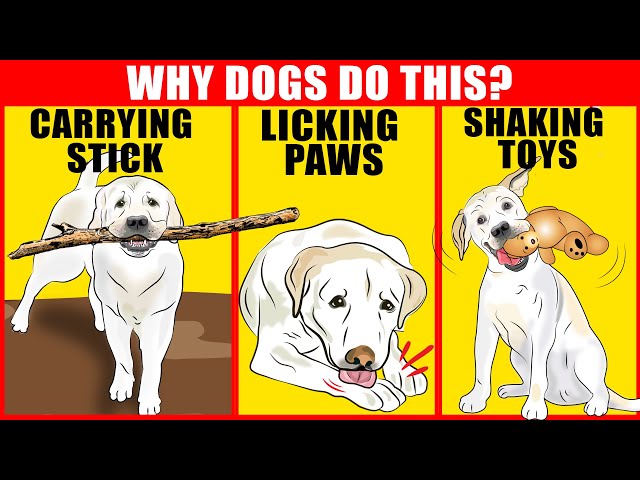 WHY DOGS DO THIS?
CARRYING
STICK
LICKING
PAWS
SHAKING
TOYS